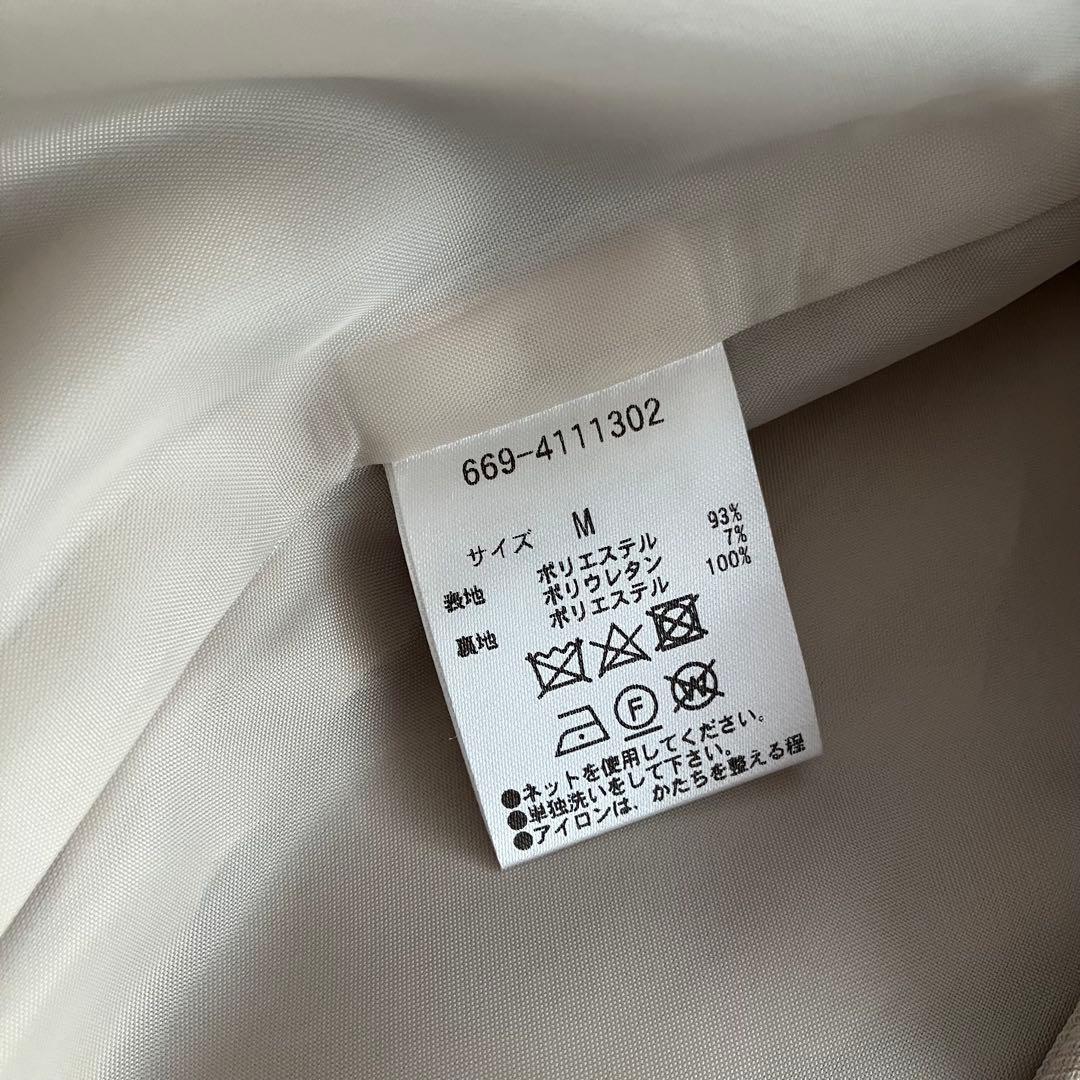 669-4111302
サイズ M
表地 ポリエステル 93%
ポリウレタン 7%
裏地 ポリエステル 100%
F W
●ネットを使用してください。
●単独洗いをして下さい。
●アイロンは、かたちを整える程